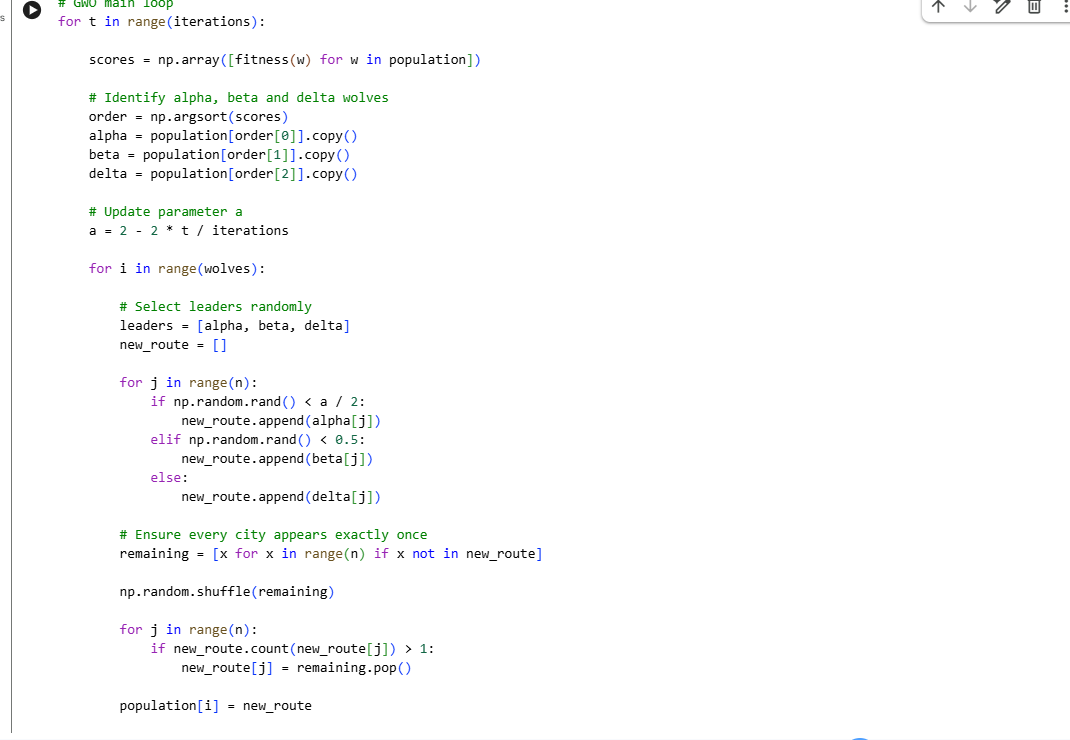 # GWO main loop
for t in range(iterations):
scores = np.array([fitness(w) for w in population])
# Identify alpha, beta and delta wolves
order = np.argsort(scores)
alpha = population[order[0]].copy()
beta = population[order[1]].copy()
delta = population[order[2]].copy()
# Update parameter a
a = 2 - 2 * t / iterations
for i in range(wolves):
# Select leaders randomly
leaders = [alpha, beta, delta]
new_route = []
for j in range(n):
if np.random.rand() < a / 2:
new_route.append(alpha[j])
elif np.random.rand() < 0.5:
new_route.append(beta[j])
else:
new_route.append(delta[j])
# Ensure every city appears exactly once
remaining = [x for x in range(n) if x not in new_route]
np.random.shuffle(remaining)
for j in range(n):
if new_route.count(new_route[j]) > 1:
new_route[j] = remaining.pop()
population[i] = new_route